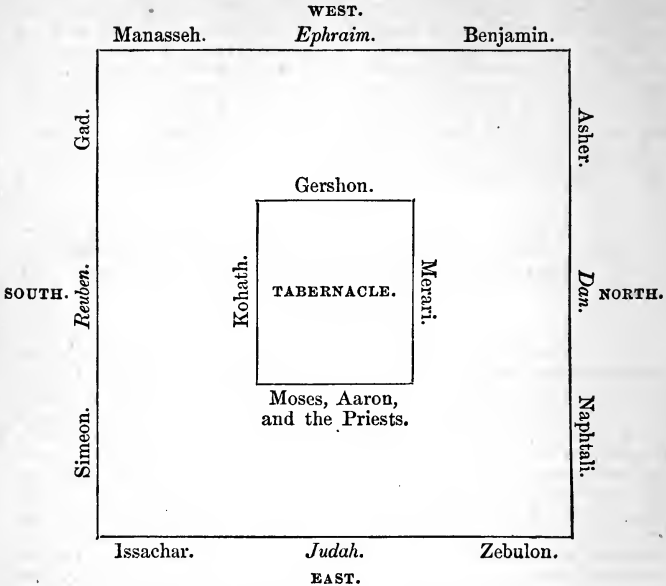 WEST.
Manasseh. Ephraim. Benjamin.
Gad.
Asher.
Gershon.
SOUTH.
Reuben.
Kohath.
TABERNACLE.
Merari.
Dan.
NORTH.
Moses, Aaron,
and the Priests.
Simeon.
Naphtali.
Issachar. Judah. Zebulon.
EAST.